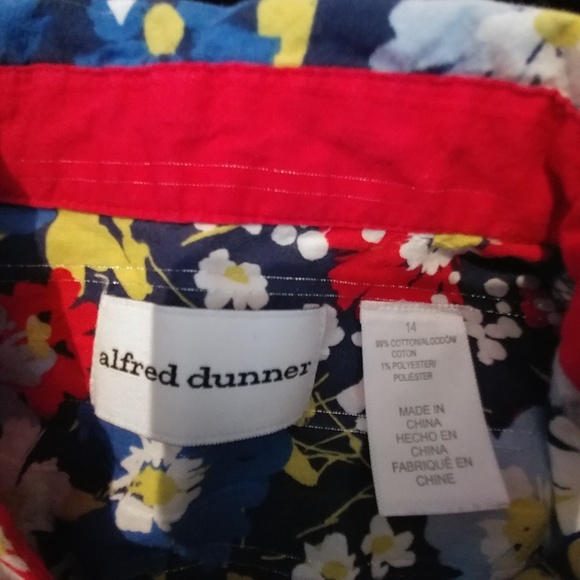 alfred dunner
14
99% COTTON/ALGODÓN/
COTON
1% POLYESTER/
POLIÉSTER
MADE IN
CHINA
HECHO EN
CHINA
FABRIQUÉ EN
CHINE